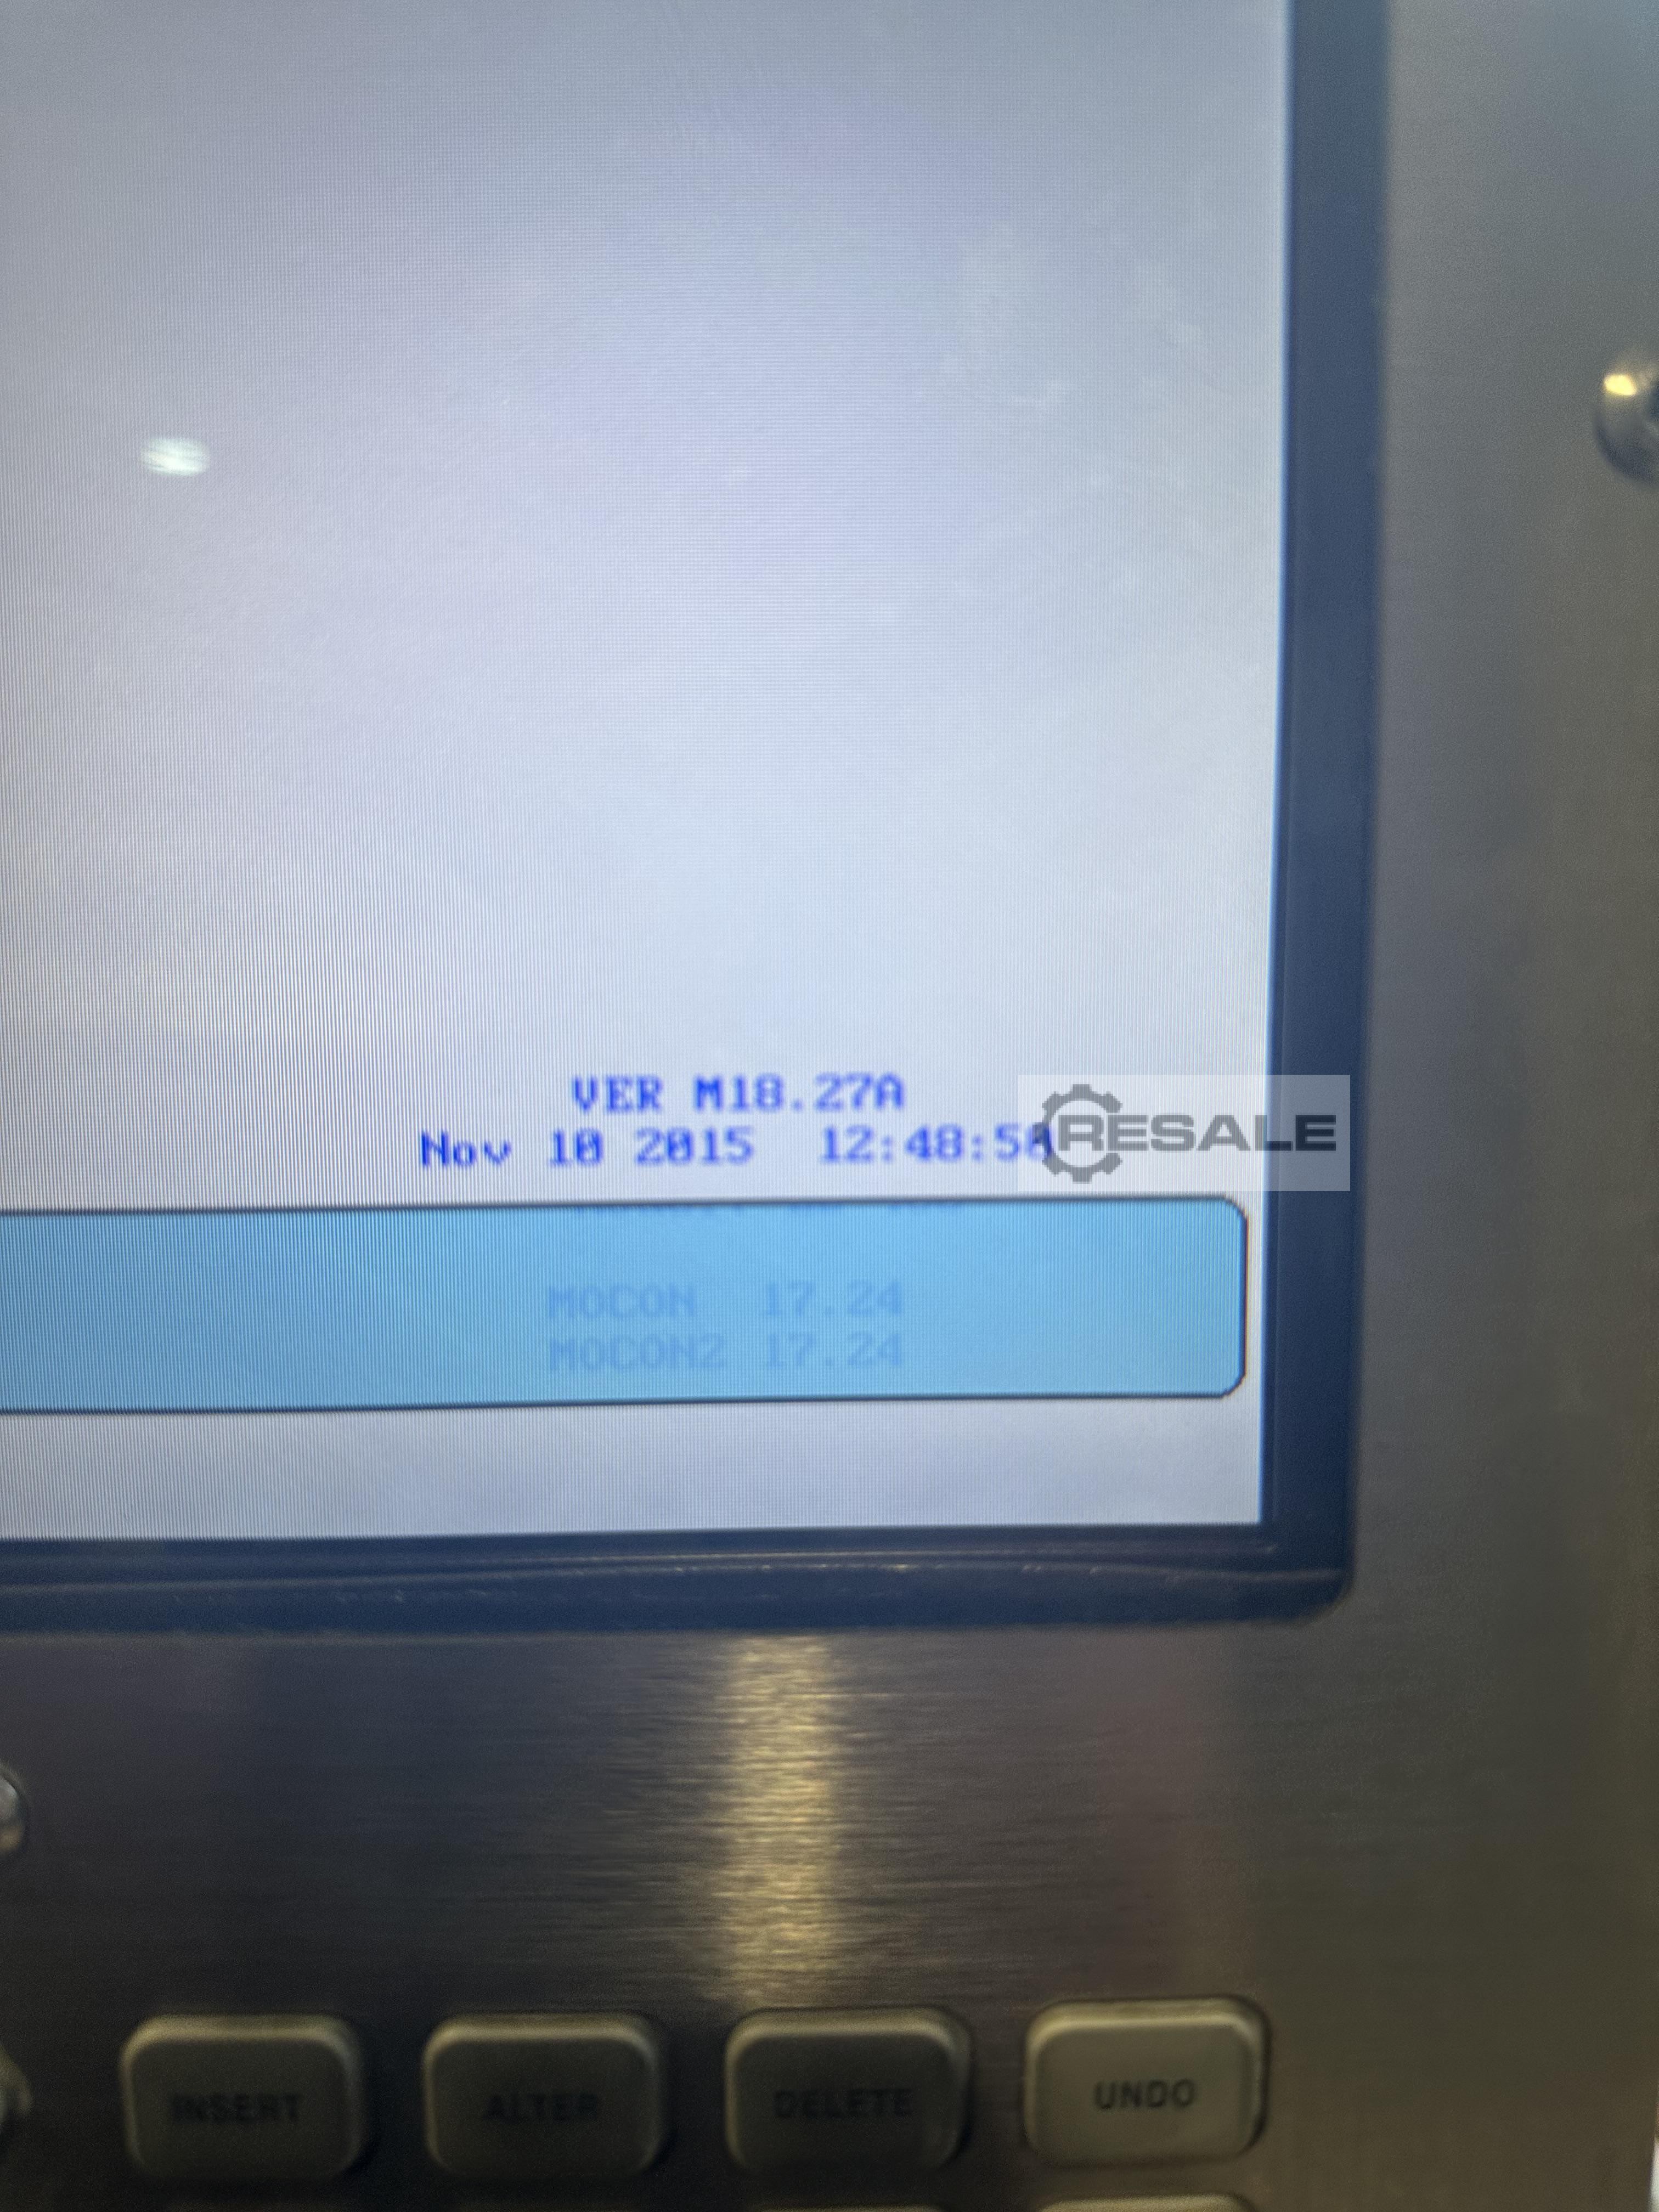 VER M18.27A
Nov 10 2015 12:48:50
RESALE
MOCON 17.24
MOCON2 17.24
INSERT ALTER DELETE UNDO